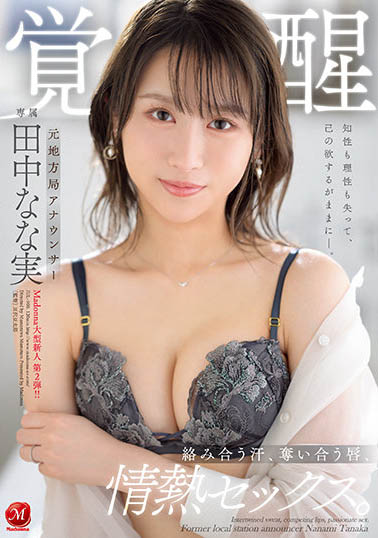 覚醒
専属
田中なな実
元地方局アナウンサー
知性も理性も失って、
己の欲するがままに―。
Madonna大型新人 第2弾!!
絡み合う汗、奪い合う唇、
情熱セックス。
Intertwined sweat, competing lips, passionate sex.
Former local station announcer Nanami Tanaka
Madonna